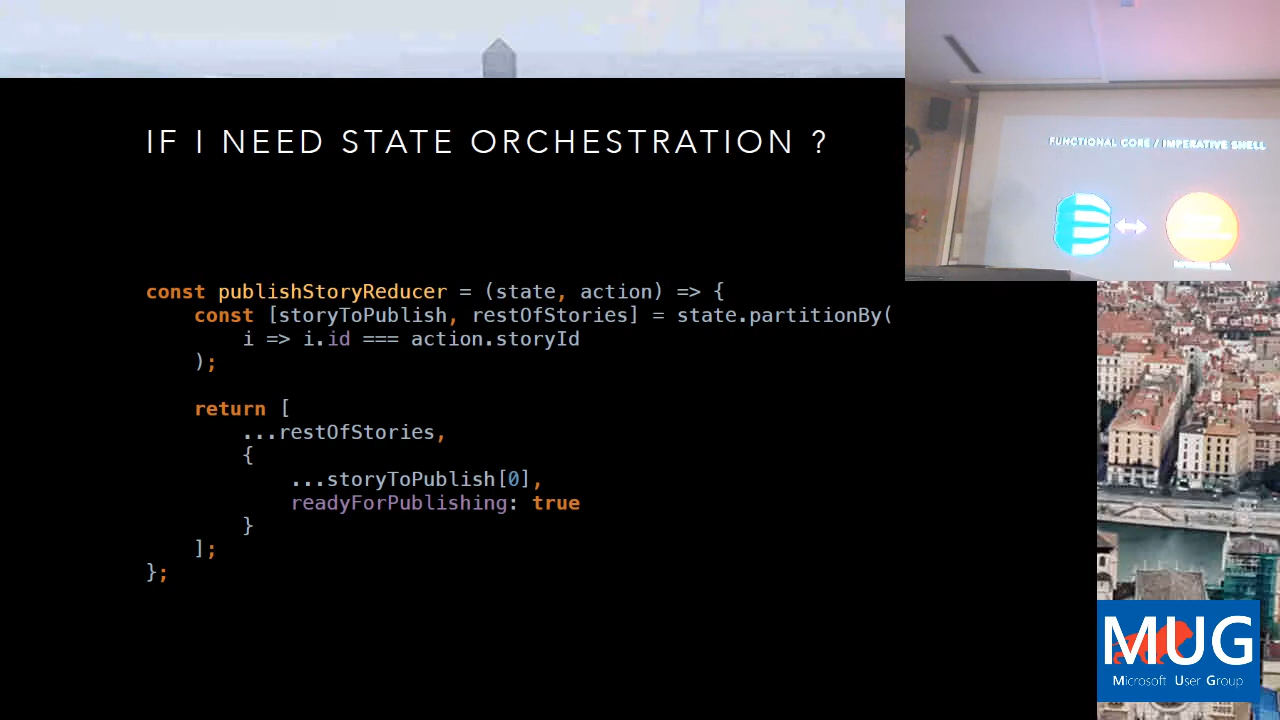 IF I NEED STATE ORCHESTRATION ?
const publishStoryReducer = (state, action) => {
    const [storyToPublish, restOfStories] = state.partitionBy(
        i => i.id === action.storyId
    );
    return [
        ...restOfStories,
        {
            ...storyToPublish[0],
            readyForPublishing: true
        }
    ];
};
FUNCTIONAL CORE / IMPERATIVE SHELL
MUG
Microsoft User Group